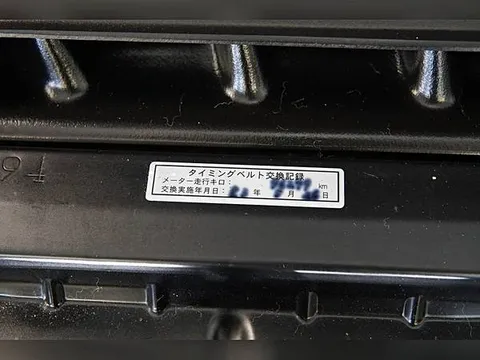 タイミングベルト交換記録
メーター走行キロ： km
交換実施年月日： 年 月 日